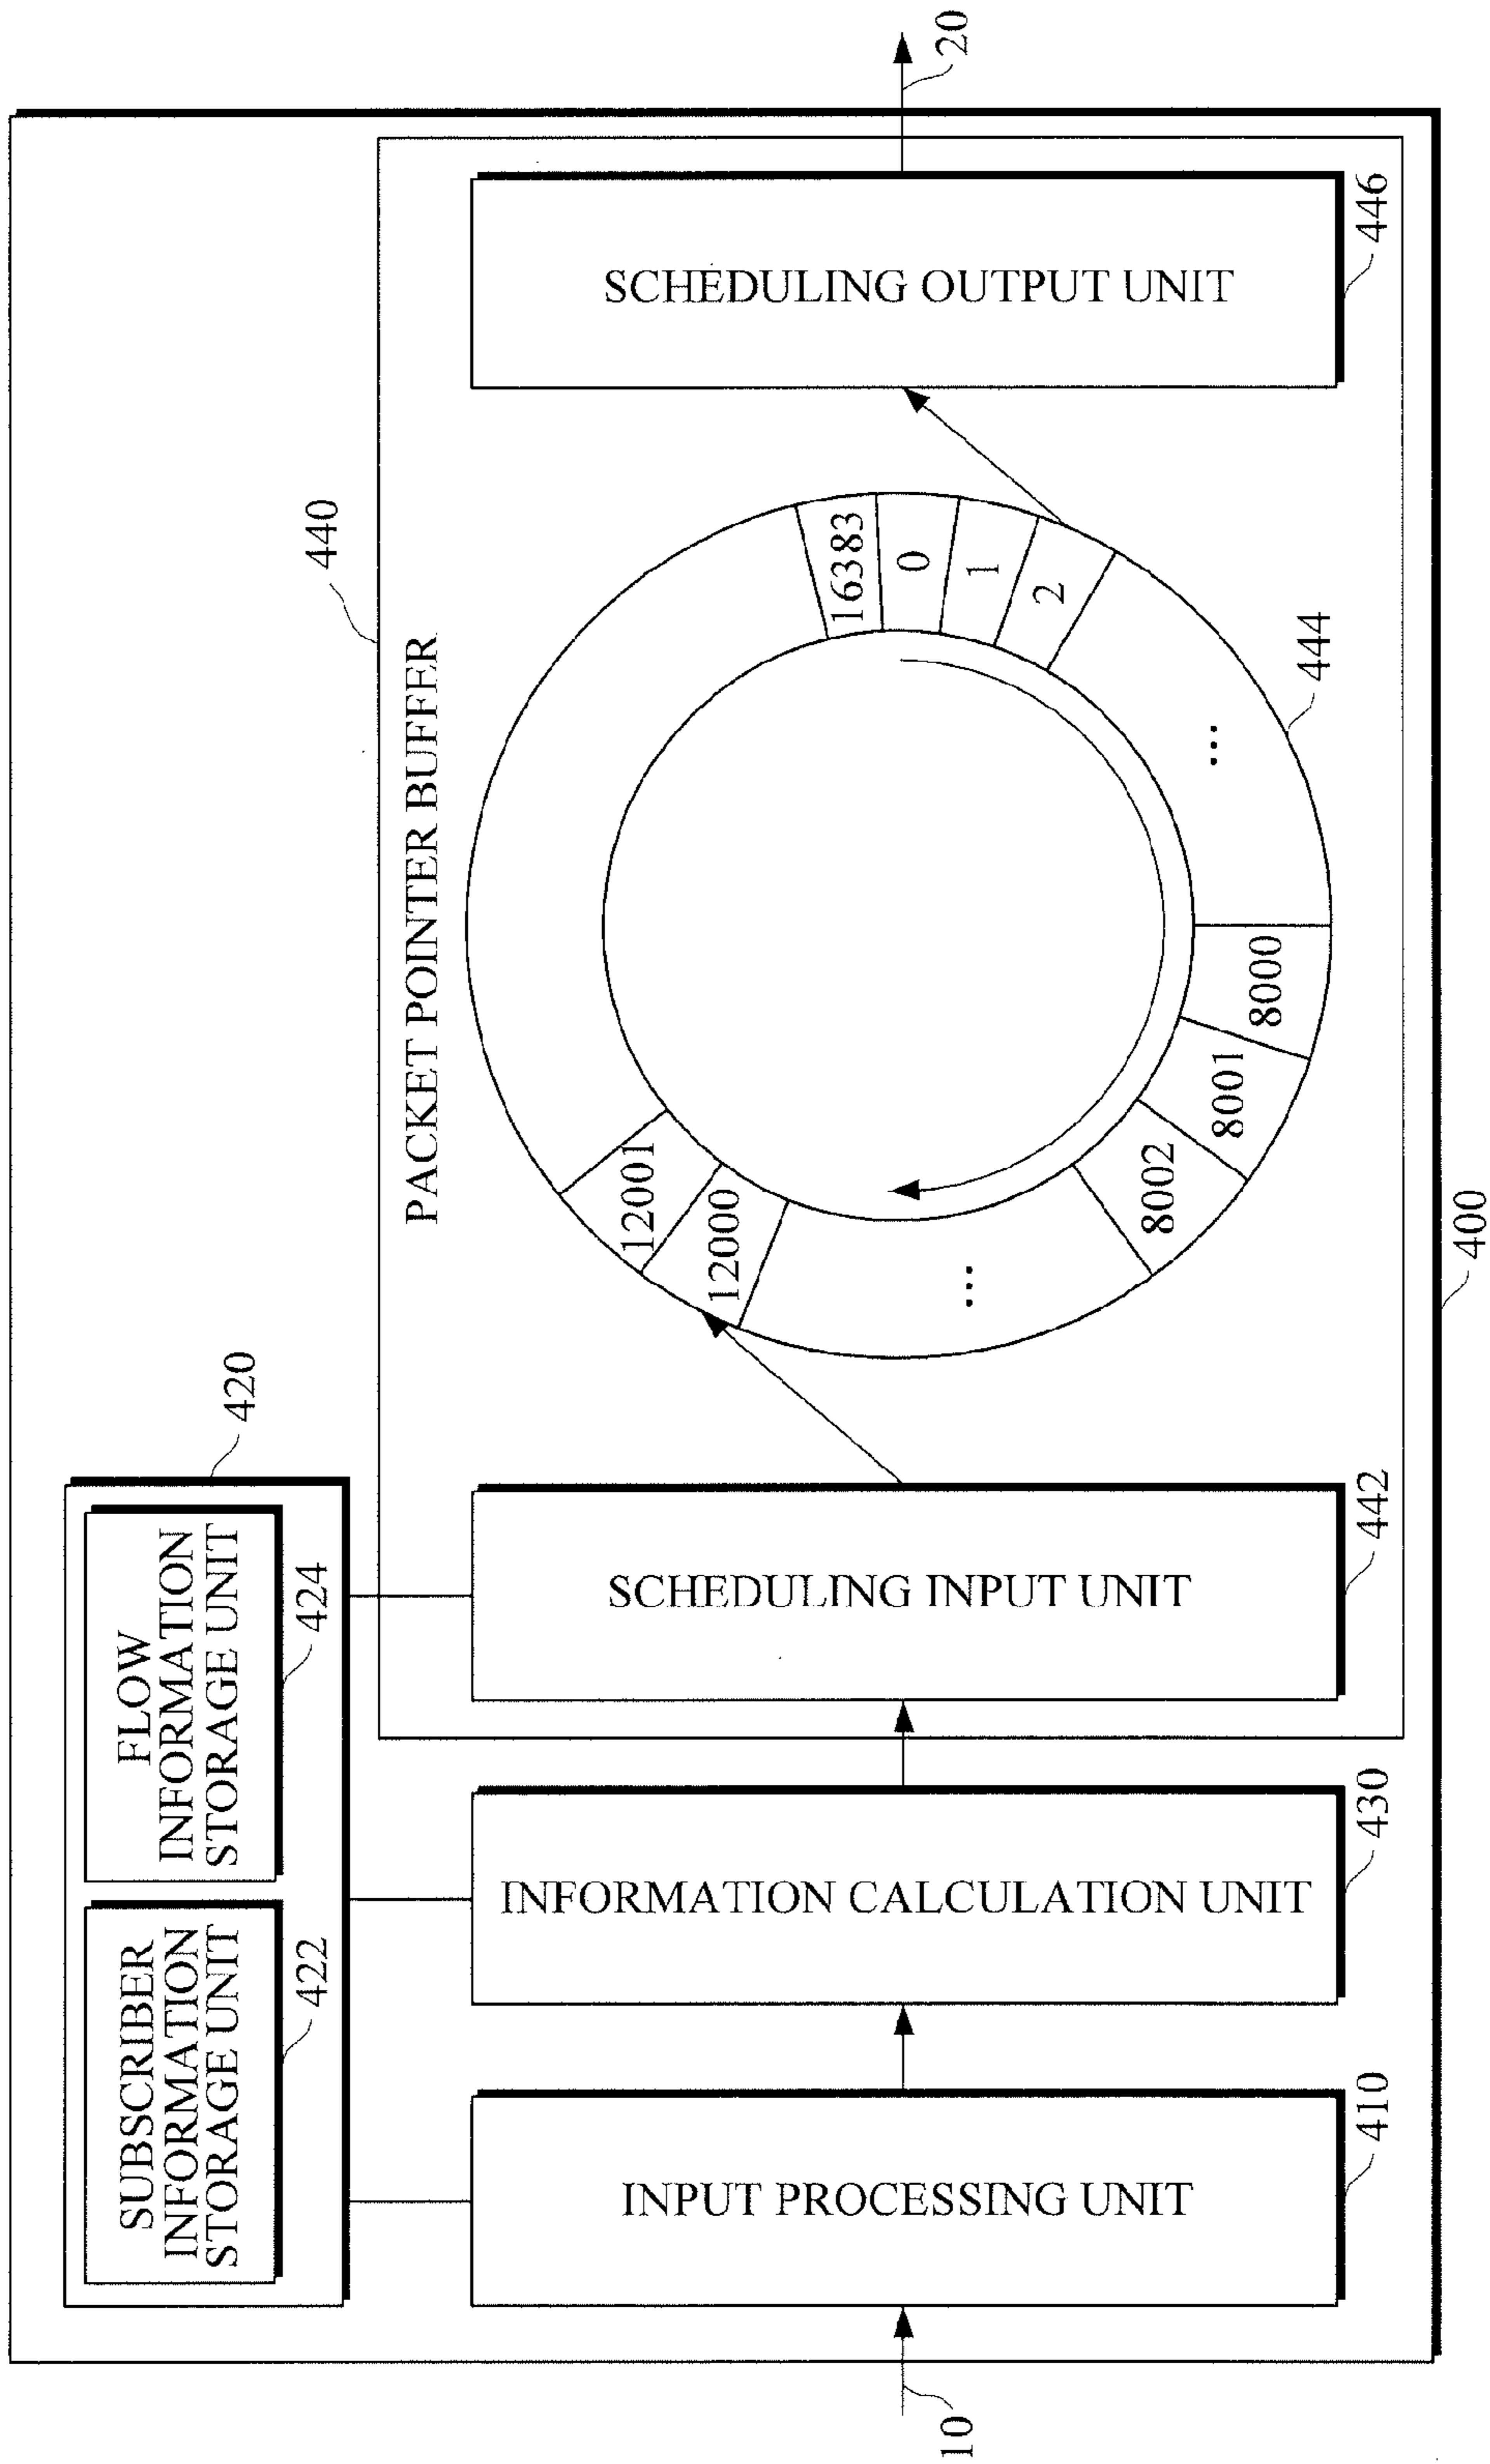 SUBSCRIBER
INFORMATION
STORAGE UNIT
422
FLOW
INFORMATION
STORAGE UNIT
424
420
PACKET POINTER BUFFER
440
10
INPUT PROCESSING UNIT
410
INFORMATION CALCULATION UNIT
430
SCHEDULING INPUT UNIT
442
12001
12000
...
8002
8001
8000
...
2
1
0
16383
444
SCHEDULING OUTPUT UNIT
446
20
400